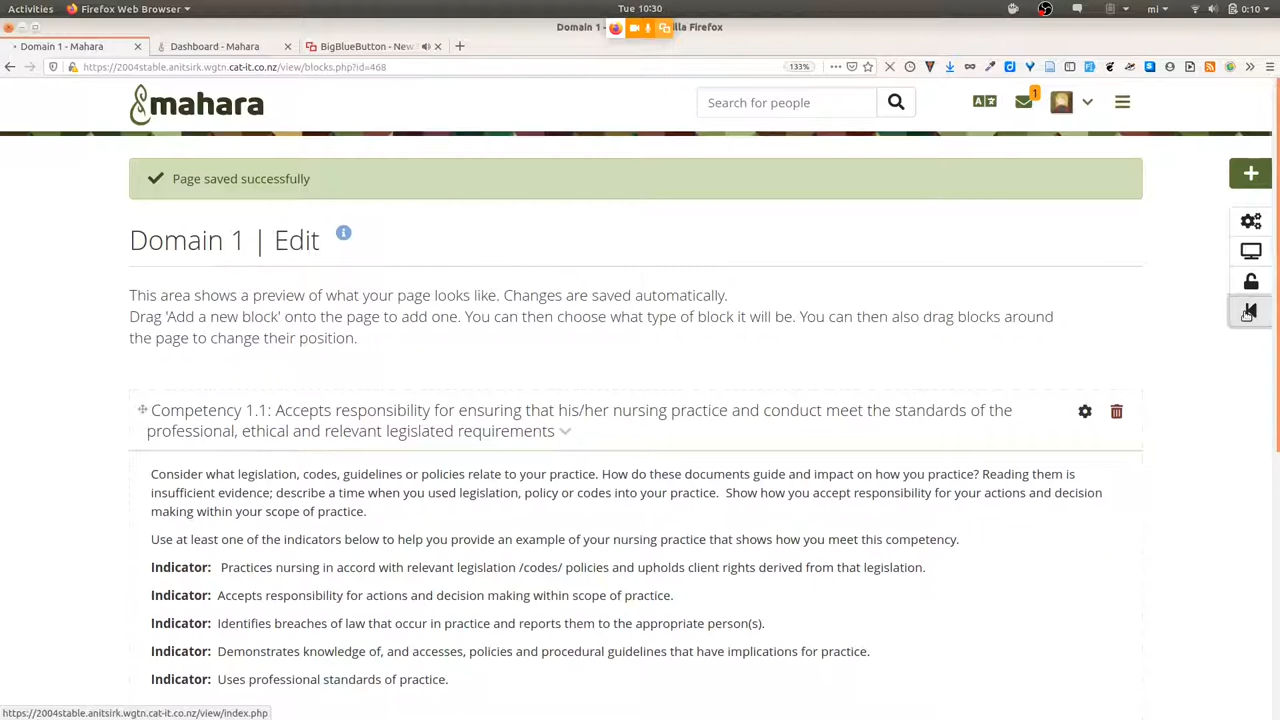 Activities
Firefox Web Browser
Tue 10:30
mi
0:10
Domain 1 -
lla Firefox
Domain 1 - Mahara
Dashboard - Mahara
BigBlueButton - New
https://2004stable.anitsirk.wgtn.cat-it.co.nz/view/blocks.php?id=468
133%
mahara
Search for people
1
Page saved successfully
Domain 1 | Edit
This area shows a preview of what your page looks like. Changes are saved automatically.
Drag 'Add a new block' onto the page to add one. You can then choose what type of block it will be. You can then also drag blocks around
the page to change their position.
Competency 1.1: Accepts responsibility for ensuring that his/her nursing practice and conduct meet the standards of the
professional, ethical and relevant legislated requirements
Consider what legislation, codes, guidelines or policies relate to your practice. How do these documents guide and impact on how you practice? Reading them is
insufficient evidence; describe a time when you used legislation, policy or codes into your practice. Show how you accept responsibility for your actions and decision
making within your scope of practice.
Use at least one of the indicators below to help you provide an example of your nursing practice that shows how you meet this competency.
Indicator: Practices nursing in accord with relevant legislation /codes/ policies and upholds client rights derived from that legislation.
Indicator: Accepts responsibility for actions and decision making within scope of practice.
Indicator: Identifies breaches of law that occur in practice and reports them to the appropriate person(s).
Indicator: Demonstrates knowledge of, and accesses, policies and procedural guidelines that have implications for practice.
Indicator: Uses professional standards of practice.
https://2004stable.anitsirk.wgtn.cat-it.co.nz/view/index.php